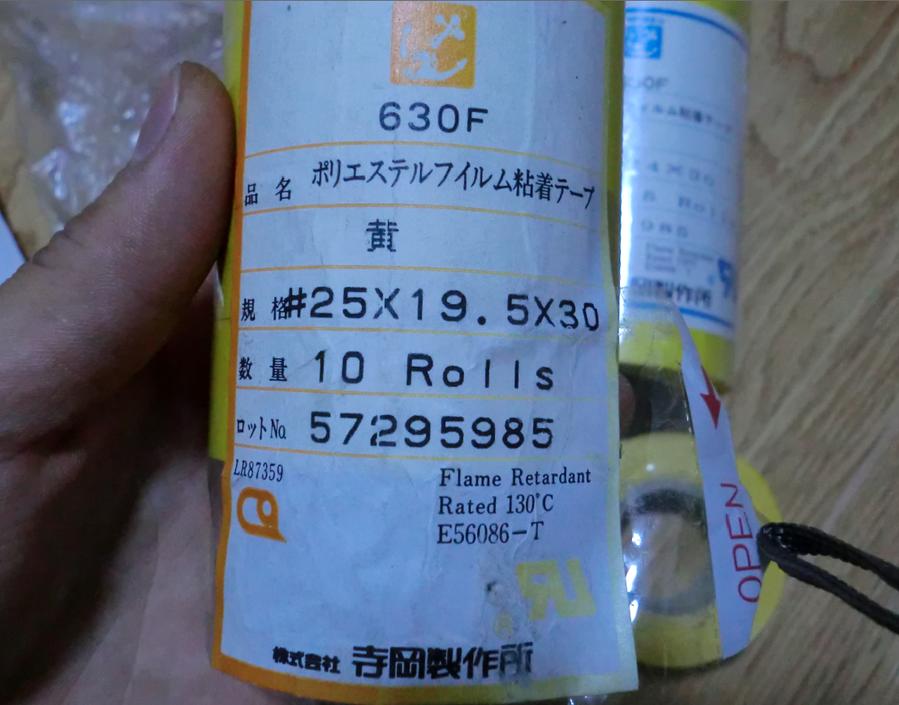 630F
品名 ポリエステルフイルム粘着テープ
黄
規格 #25X19.5X30
数量 10 Rolls
ロットNo. 57295985
LR87359
Flame Retardant
Rated 130°C
E56086-T
株式会社 寺岡製作所
OPEN